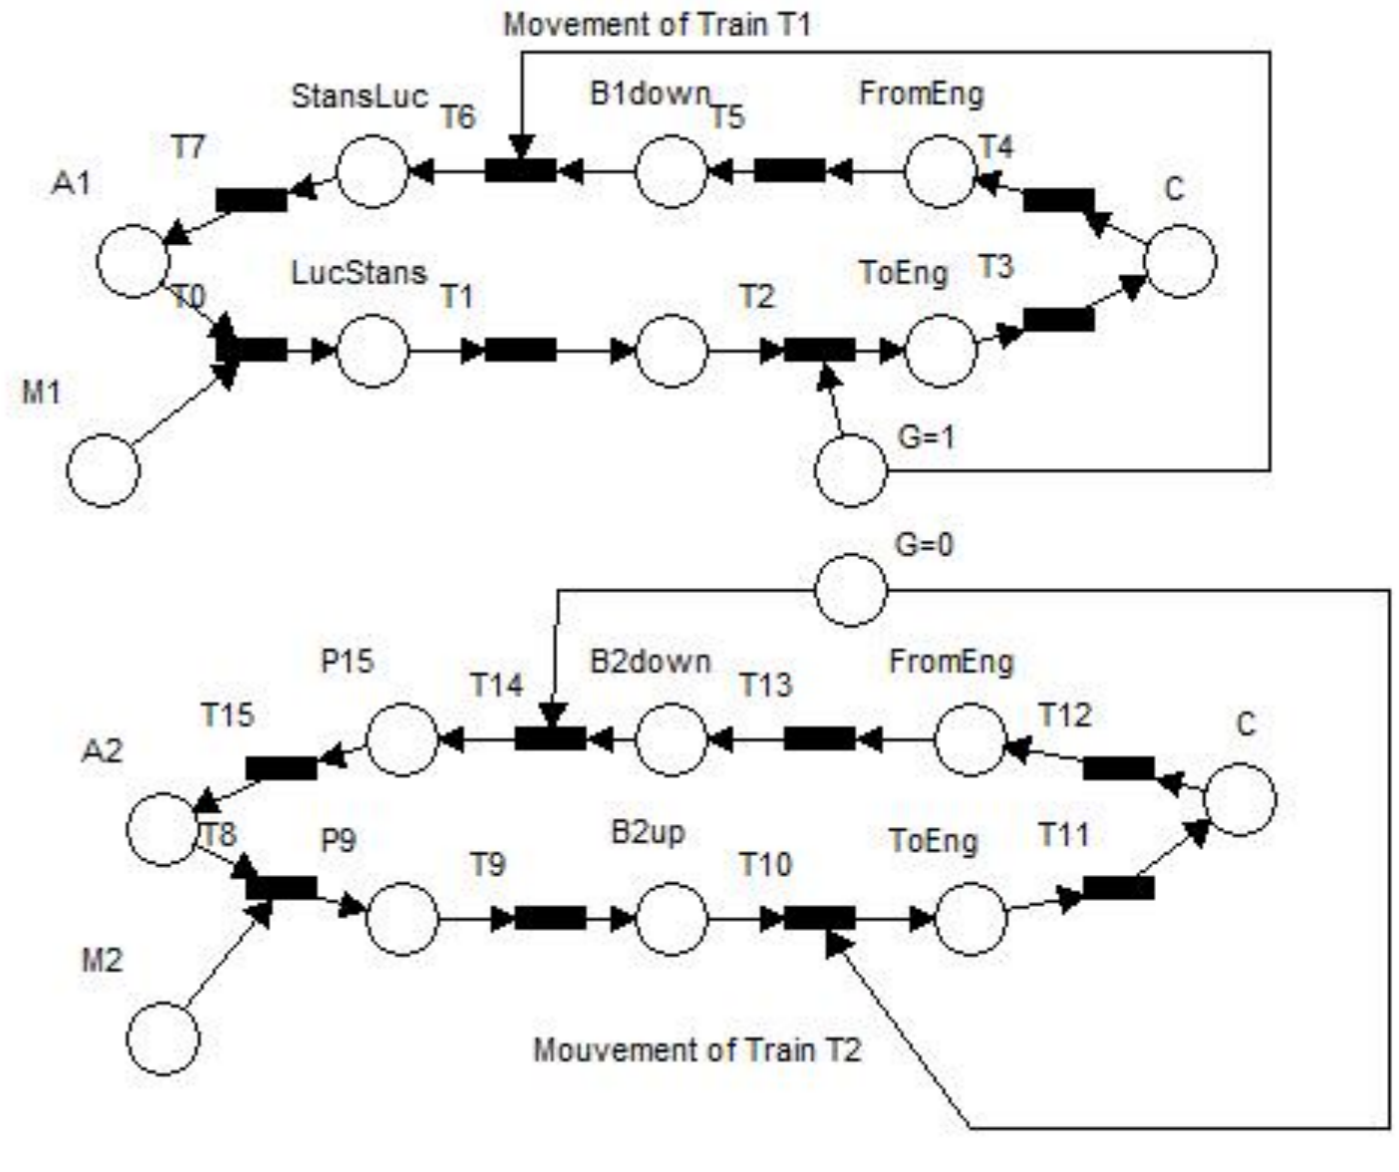 Movement of Train T1
StansLuc
T6
B1down
T5
FromEng
T7
T4
A1
C
LucStans
T0
T1
T2
ToEng
T3
M1
G=1
G=0
P15
B2down
FromEng
T15
T14
T13
T12
C
A2
T8
P9
B2up
T9
T10
ToEng
T11
M2
Mouvement of Train T2